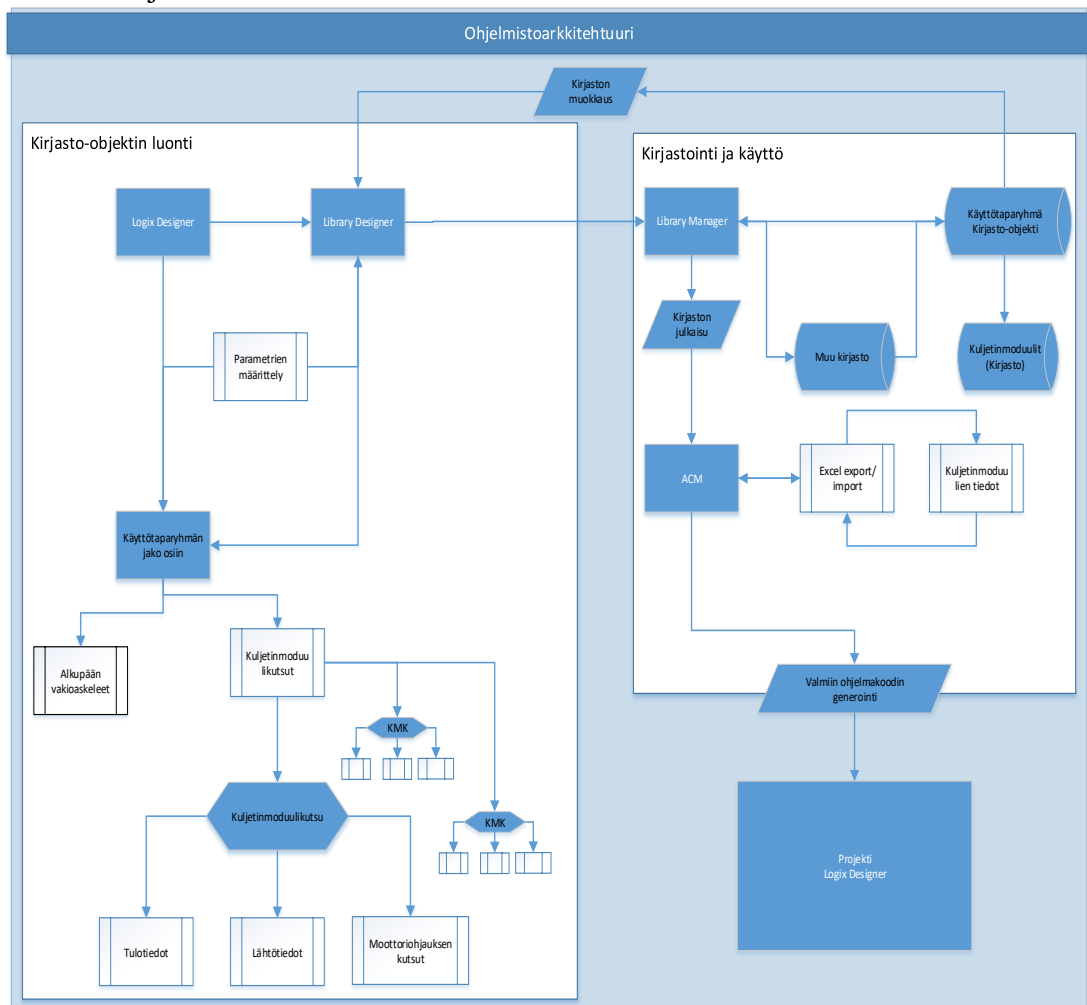 Ohjelmistoarkkitehtuuri
Kirjaston
muokkaus
Kirjasto-objektin luonti
Logix Designer
Library Designer
Parametrien
määrittely
Käyttötaparyhmän
jako osiin
Alkupään
vakioaskeleet
Kuljetinmoduu
likutsut
KMK
KMK
Kuljetinmoduulikutsu
Tulotiedot
Lähtötiedot
Moottoriohjauksen
kutsut
Kirjastointi ja käyttö
Library Manager
Käyttötaparyhmä
Kirjasto-objekti
Kirjaston
julkaisu
Muu kirjasto
Kuljetinmoduulit
(Kirjasto)
ACM
Excel export/
import
Kuljetinmoduu
lien tiedot
Valmiin ohjelmakoodin
generointi
Projekti
Logix Designer